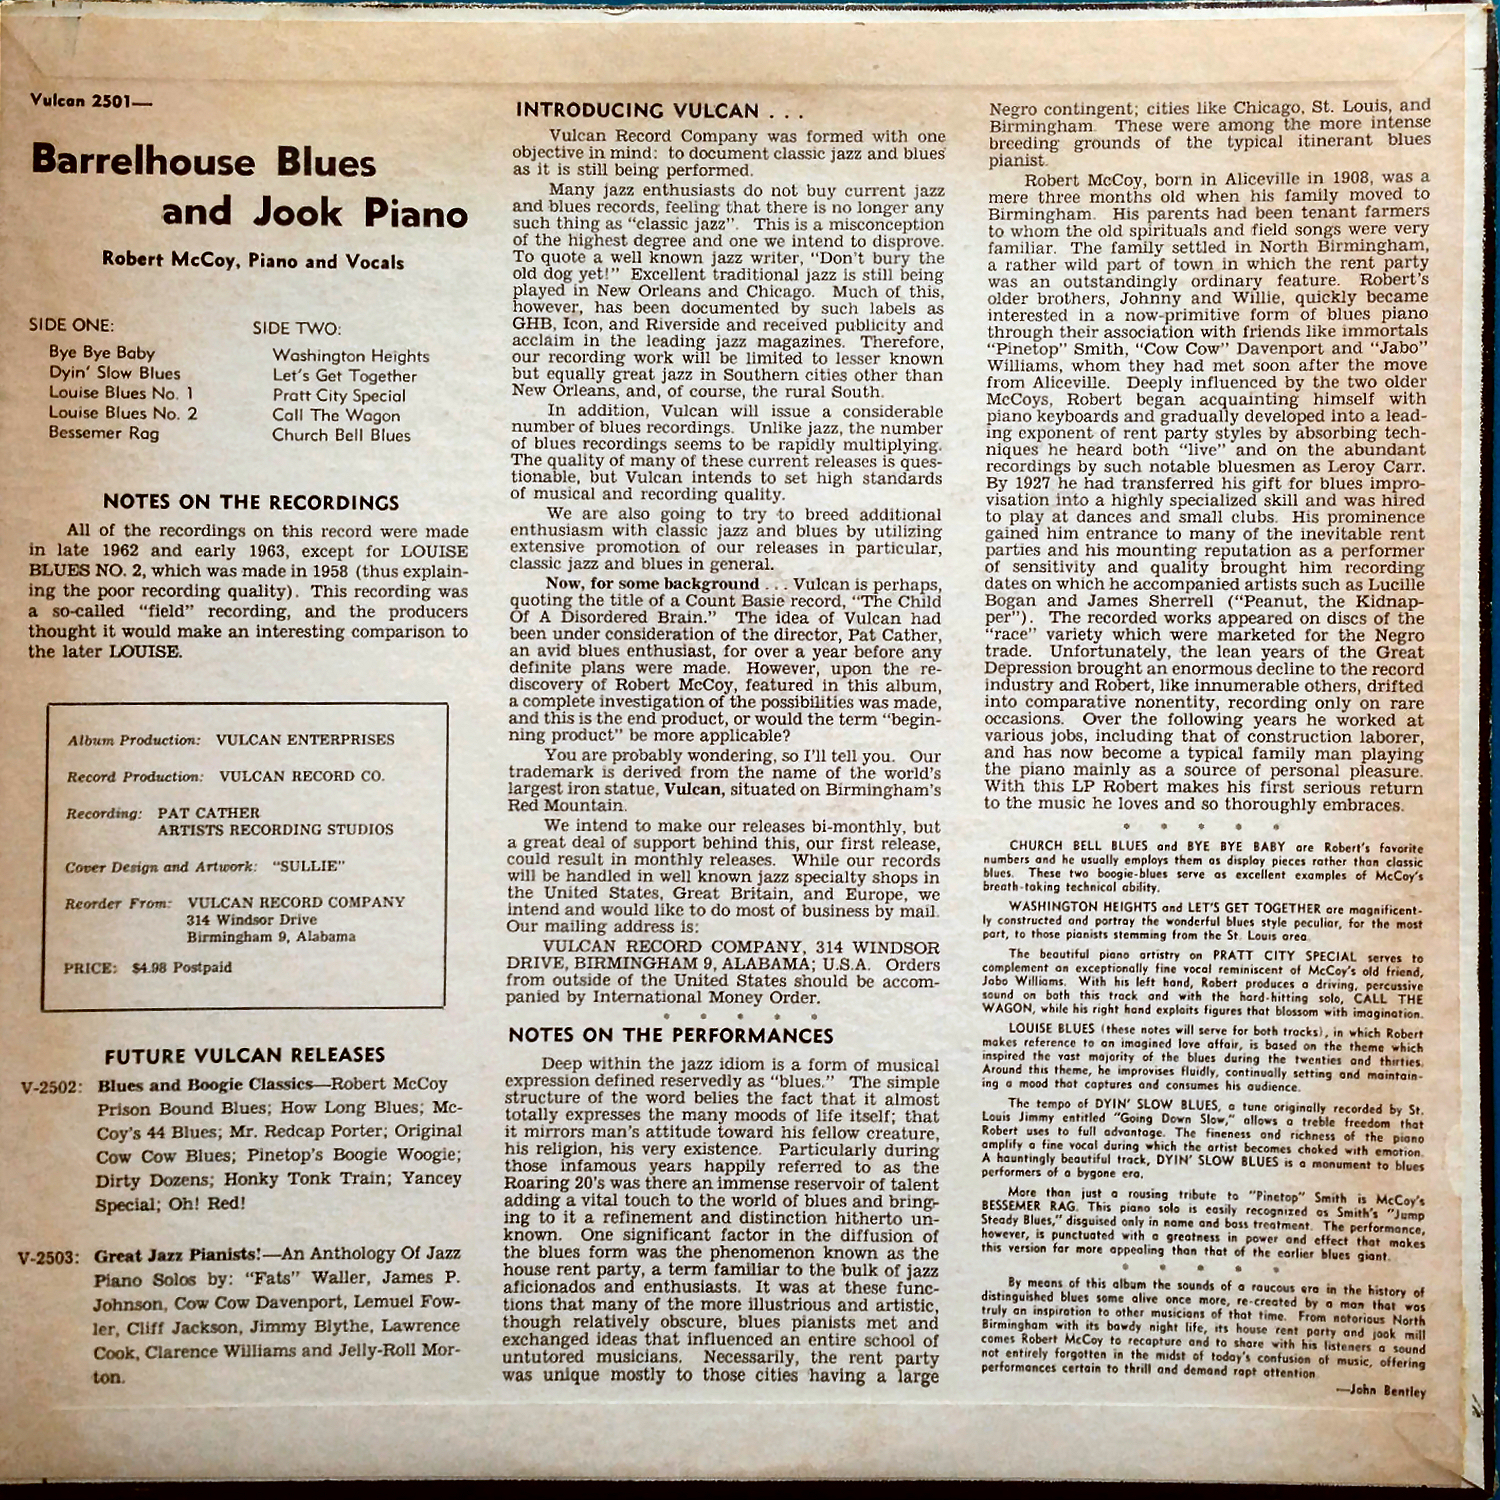 Vulcan 2501—
Barrelhouse Blues
and Jook Piano
Robert McCoy, Piano and Vocals
SIDE ONE:
Bye Bye Baby
Dyin' Slow Blues
Louise Blues No. 1
Louise Blues No. 2
Bessemer Rag
SIDE TWO:
Washington Heights
Let's Get Together
Pratt City Special
Call The Wagon
Church Bell Blues
NOTES ON THE RECORDINGS
All of the recordings on this record were made
in late 1962 and early 1963, except for LOUISE
BLUES NO. 2, which was made in 1958 (thus explain-
ing the poor recording quality). This recording was
a so-called "field" recording, and the producers
thought it would make an interesting comparison to
the later LOUISE.
Album Production: VULCAN ENTERPRISES
Record Production: VULCAN RECORD CO.
Recording: PAT CATHER
ARTISTS RECORDING STUDIOS
Cover Design and Artwork: "SULLIE"
Reorder From: VULCAN RECORD COMPANY
314 Windsor Drive
Birmingham 9, Alabama
PRICE: $4.98 Postpaid
FUTURE VULCAN RELEASES
V-2502: Blues and Boogie Classics—Robert McCoy
Prison Bound Blues; How Long Blues; Mc-
Coy's 44 Blues; Mr. Redcap Porter; Original
Cow Cow Blues; Pinetop's Boogie Woogie;
Dirty Dozens; Honky Tonk Train; Yancey
Special; Oh! Red!
V-2503: Great Jazz Pianists!—An Anthology Of Jazz
Piano Solos by: "Fats" Waller, James P.
Johnson, Cow Cow Davenport, Lemuel Fow-
ler, Cliff Jackson, Jimmy Blythe, Lawrence
Cook, Clarence Williams and Jelly-Roll Mor-
ton.
INTRODUCING VULCAN . . .
Vulcan Record Company was formed with one
objective in mind: to document classic jazz and blues
as it is still being performed.
Many jazz enthusiasts do not buy current jazz
and blues records, feeling that there is no longer any
such thing as "classic jazz". This is a misconception
of the highest degree and one we intend to disprove.
To quote a well known jazz writer, "Don't bury the
old dog yet!" Excellent traditional jazz is still being
played in New Orleans and Chicago. Much of this,
however, has been documented by such labels as
GHB, Icon, and Riverside and received publicity and
acclaim in the leading jazz magazines. Therefore,
our recording work will be limited to lesser known
but equally great jazz in Southern cities other than
New Orleans, and, of course, the rural South.
In addition, Vulcan will issue a considerable
number of blues recordings. Unlike jazz, the number
of blues recordings seems to be rapidly multiplying.
The quality of many of these current releases is ques-
tionable, but Vulcan intends to set high standards
of musical and recording quality.
We are also going to try to breed additional
enthusiasm with classic jazz and blues by utilizing
extensive promotion of our releases in particular,
classic jazz and blues in general.
Now, for some background . . . Vulcan is perhaps,
quoting the title of a Count Basie record, "The Child
Of A Disordered Brain." The idea of Vulcan had
been under consideration of the director, Pat Cather,
an avid blues enthusiast, for over a year before any
definite plans were made. However, upon the re-
discovery of Robert McCoy, featured in this album,
a complete investigation of the possibilities was made,
and this is the end product, or would the term "begin-
ning product" be more applicable?
You are probably wondering, so I'll tell you. Our
trademark is derived from the name of the world's
largest iron statue, Vulcan, situated on Birmingham's
Red Mountain.
We intend to make our releases bi-monthly, but
a great deal of support behind this, our first release,
could result in monthly releases. While our records
will be handled in well known jazz specialty shops in
the United States, Great Britain, and Europe, we
intend and would like to do most of business by mail.
Our mailing address is:
VULCAN RECORD COMPANY, 314 WINDSOR
DRIVE, BIRMINGHAM 9, ALABAMA; U.S.A. Orders
from outside of the United States should be accom-
panied by International Money Order.
* * * * *
NOTES ON THE PERFORMANCES
Deep within the jazz idiom is a form of musical
expression defined reservedly as "blues." The simple
structure of the word belies the fact that it almost
totally expresses the many moods of life itself; that
it mirrors man's attitude toward his fellow creature,
his religion, his very existence. Particularly during
those infamous years happily referred to as the
Roaring 20's was there an immense reservoir of talent
adding a vital touch to the world of blues and bring-
ing to it a refinement and distinction hitherto un-
known. One significant factor in the diffusion of
the blues form was the phenomenon known as the
house rent party, a term familiar to the bulk of jazz
aficionados and enthusiasts. It was at these func-
tions that many of the more illustrious and artistic,
though relatively obscure, blues pianists met and
exchanged ideas that influenced an entire school of
untutored musicians. Necessarily, the rent party
was unique mostly to those cities having a large
Negro contingent; cities like Chicago, St. Louis, and
Birmingham. These were among the more intense
breeding grounds of the typical itinerant blues
pianist.
Robert McCoy, born in Aliceville in 1908, was a
mere three months old when his family moved to
Birmingham. His parents had been tenant farmers
to whom the old spirituals and field songs were very
familiar. The family settled in North Birmingham,
a rather wild part of town in which the rent party
was an outstandingly ordinary feature. Robert's
older brothers, Johnny and Willie, quickly became
interested in a now-primitive form of blues piano
through their association with friends like immortals
"Pinetop" Smith, "Cow Cow" Davenport and "Jabo"
Williams, whom they had met soon after the move
from Aliceville. Deeply influenced by the two older
McCoys, Robert began acquainting himself with
piano keyboards and gradually developed into a lead-
ing exponent of rent party styles by absorbing tech-
niques he heard both "live" and on the abundant
recordings by such notable bluesmen as Leroy Carr.
By 1927 he had transferred his gift for blues impro-
visation into a highly specialized skill and was hired
to play at dances and small clubs. His prominence
gained him entrance to many of the inevitable rent
parties and his mounting reputation as a performer
of sensitivity and quality brought him recording
dates on which he accompanied artists such as Lucille
Bogan and James Sherrell ("Peanut, the Kidnap-
per"). The recorded works appeared on discs of the
"race" variety which were marketed for the Negro
trade. Unfortunately, the lean years of the Great
Depression brought an enormous decline to the record
industry and Robert, like innumerable others, drifted
into comparative nonentity, recording only on rare
occasions. Over the following years he worked at
various jobs, including that of construction laborer,
and has now become a typical family man playing
the piano mainly as a source of personal pleasure.
With this LP Robert makes his first serious return
to the music he loves and so thoroughly embraces.
* * * * *
CHURCH BELL BLUES and BYE BYE BABY are Robert's favorite
numbers and he usually employs them as display pieces rather than classic
blues. These two boogie-blues serve as excellent examples of McCoy's
breath-taking technical ability.
WASHINGTON HEIGHTS and LET'S GET TOGETHER are magnificent-
ly constructed and portray the wonderful blues style peculiar, for the most
part, to those pianists stemming from the St. Louis area.
The beautiful piano artistry on PRATT CITY SPECIAL serves to
complement an exceptionally fine vocal reminiscent of McCoy's old friend,
Jabo Williams. With his left hand, Robert produces a driving, percussive
sound on both this track and with the hard-hitting solo, CALL THE
WAGON, while his right hand exploits figures that blossom with imagination.
LOUISE BLUES (these notes will serve for both tracks), in which Robert
makes reference to an imagined love affair, is based on the theme which
inspired the vast majority of the blues during the twenties and thirties.
Around this theme, he improvises fluidly, continually setting and maintain-
ing a mood that captures and consumes his audience.
The tempo of DYIN' SLOW BLUES, a tune originally recorded by St.
Louis Jimmy entitled "Going Down Slow," allows a treble freedom that
Robert uses to full advantage. The fineness and richness of the piano
amplify a fine vocal during which the artist becomes choked with emotion.
A hauntingly beautiful track, DYIN' SLOW BLUES is a monument to blues
performers of a bygone era.
More than just a rousing tribute to "Pinetop" Smith is McCoy's
BESSEMER RAG. This piano solo is easily recognized as Smith's "Jump
Steady Blues," disguised only in name and bass treatment. The performance,
however, is punctuated with a greatness in power and effect that makes
this version far more appealing than that of the earlier blues giant.
* * * * *
By means of this album the sounds of a raucous era in the history of
distinguished blues some alive once more, re-created by a man that was
truly an inspiration to other musicians of that time. From notorious North
Birmingham with its bawdy night life, its house rent party and jook mill
comes Robert McCoy to recapture and to share with his listeners a sound
not entirely forgotten in the midst of today's confusion of music, offering
performances certain to thrill and demand rapt attention.
—John Bentley